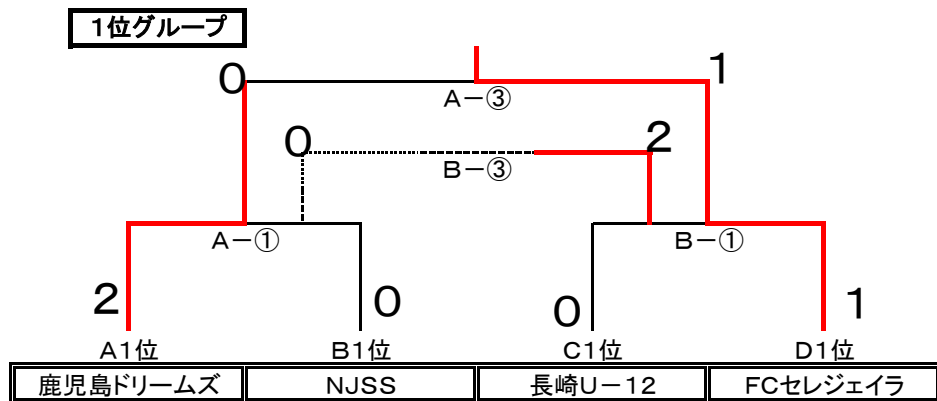 1位グループ
0 1
A-③
0 2
B-③
A-① B-①
2 0 0 1
A1位 B1位 C1位 D1位
鹿児島ドリームズ NJSS 長崎U-12 FCセレジェイラ